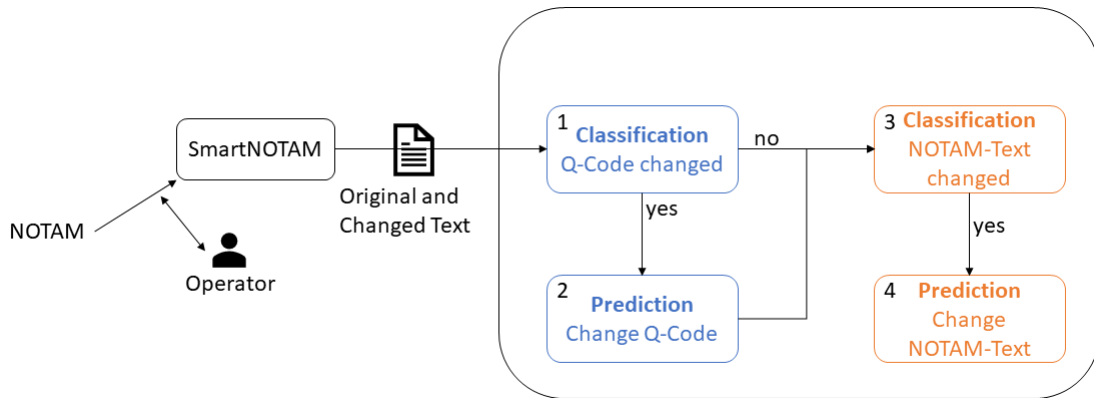 NOTAM
SmartNOTAM
Operator
Original and
Changed Text
1
Classification
Q-Code changed
no
yes
2
Prediction
Change Q-Code
3
Classification
NOTAM-Text
changed
yes
4
Prediction
Change
NOTAM-Text